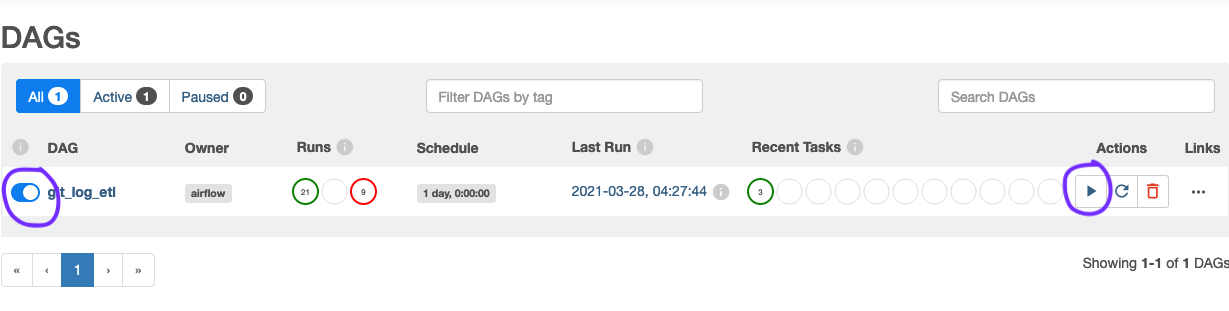 DAGs
All 1 Active 1 Paused 0 Filter DAGs by tag Search DAGs
i DAG Owner Runs i Schedule Last Run i Recent Tasks i Actions Links
git_log_etl airflow 21 9 1 day, 0:00:00 2021-03-28, 04:27:44 i 3 ...
« ‹ 1 › » Showing 1-1 of 1 DAGs